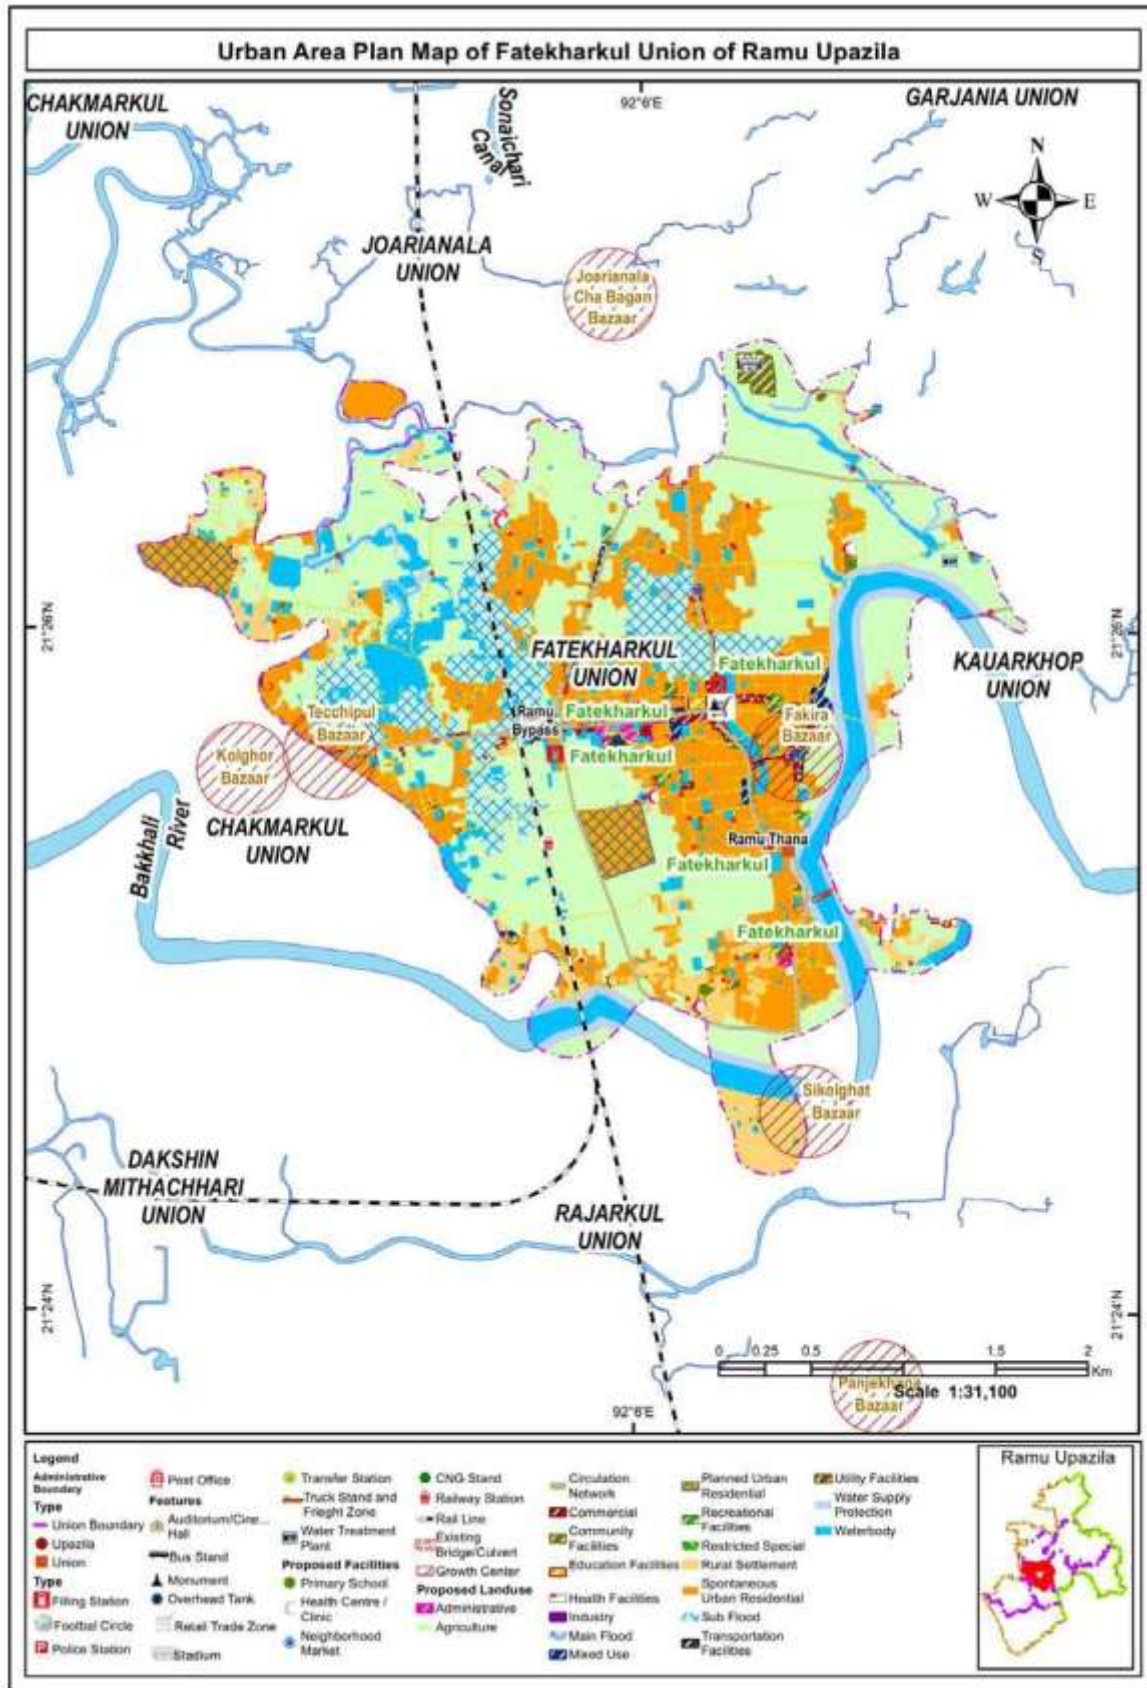 Urban Area Plan Map of Fatekharkul Union of Ramu Upazila
92°6'E
CHAKMARKUL
UNION
Sonaichari
Canal
GARJANIA UNION
N
W
E
S
JOARIANALA
UNION
Joarianala
Cha Bagan
Bazaar
21°26'N
21°26'N
FATEKHARKUL
UNION
Fatekharkul
KAUARKHOP
UNION
Tecchipul
Bazaar
Ramu
Bypass
Fatekharkul
Fakira
Bazaar
Kolghor
Bazaar
Fatekharkul
CHAKMARKUL
UNION
Bakkhali
River
Ramu Thana
Fatekharkul
Fatekharkul
Sikolghat
Bazaar
DAKSHIN
MITHACHHARI
UNION
RAJARKUL
UNION
21°24'N
21°24'N
0 0.25 0.5 1 1.5 2
Km
Panjekhana
Bazaar
Scale 1:31,100
92°6'E
Legend
Administrative
Boundary
Type
Union Boundary
Upazila
Union
Type
Filling Station
Footbal Circle
Police Station
Post Office
Features
Auditorium/Cine...
Hall
Bus Stand
Monument
Overhead Tank
Retail Trade Zone
Stadium
Transfer Station
Truck Stand and
Frieght Zone
Water Treatment
Plant
Proposed Facilities
Primary School
Health Centre /
Clinic
Neighborhood
Market
CNG Stand
Railway Station
Rail Line
Existing
Bridge/Culvert
Growth Center
Proposed Landuse
Administrative
Agriculture
Circulation
Network
Commercial
Community
Facilities
Education Facilities
Health Facilities
Industry
Main Flood
Mixed Use
Planned Urban
Residential
Recreational
Facilities
Restricted Special
Rural Settlement
Spontaneous
Urban Residential
Sub Flood
Transportation
Facilities
Utility Facilities
Water Supply
Protection
Waterbody
Ramu Upazila